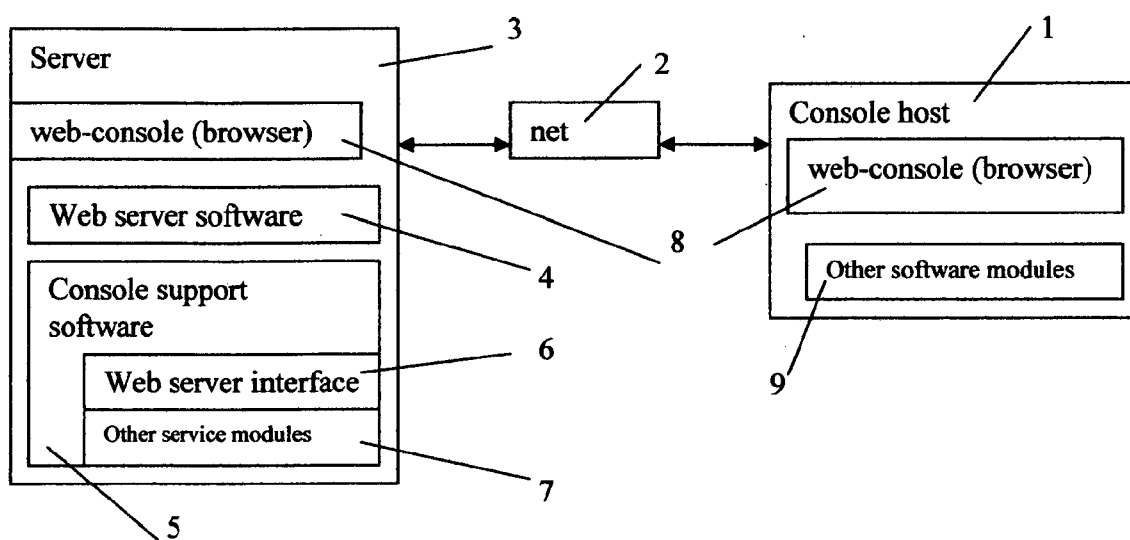 Server
3
web-console (browser)
Web server software
4
Console support
software
6
Web server interface
Other service modules
7
5
2
net
8
1
Console host
web-console (browser)
Other software modules
9